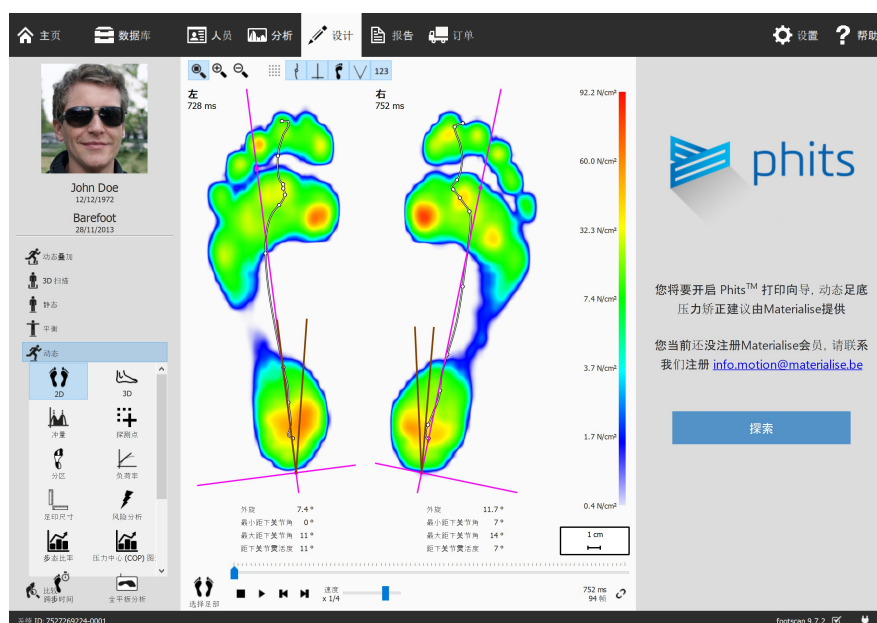 主页
数据库
人员
分析
设计
报告
订单
设置
帮助
John Doe
12/12/1972
Barefoot
28/11/2013
动态叠加
3D 扫描
静态
平衡
动态
2D
3D
冲量
探测点
分区
负荷率
足印尺寸
风险分析
步态比率
压力中心(COP) 图
比较
跨步时间
全平板分析
系统 ID: 7527269224-0001
123
左
728 ms
右
752 ms
92.2 N/cm²
60.0 N/cm²
32.3 N/cm²
7.4 N/cm²
3.7 N/cm²
1.7 N/cm²
0.4 N/cm²
外旋 7.4 °
最小距下关节角 0 °
最大距下关节角 11 °
距下关节灵活度 11 °
外旋 11.7 °
最小距下关节角 7 °
最大距下关节角 14 °
距下关节灵活度 7 °
1 cm
选择足部
速度
x 1/4
752 ms
94 帧
phits
您将要开启 Phits™ 打印向导, 动态足底
压力矫正建议由Materialise提供
您当前还没注册Materialise会员, 请联系
我们注册 info.motion@materialise.be
探索
footscan 9.7.2